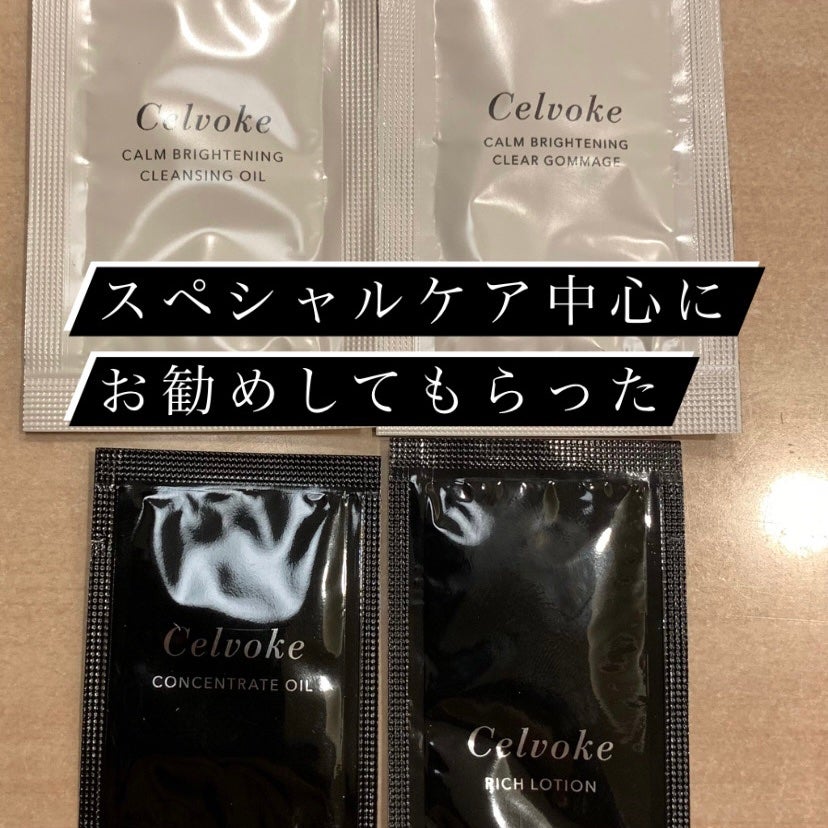 Celvoke
CALM BRIGHTENING
CLEANSING OIL
Celvoke
CALM BRIGHTENING
CLEAR GOMMAGE
スペシャルケア中心に
お勧めしてもらった
Celvoke
CONCENTRATE OIL
Celvoke
RICH LOTION